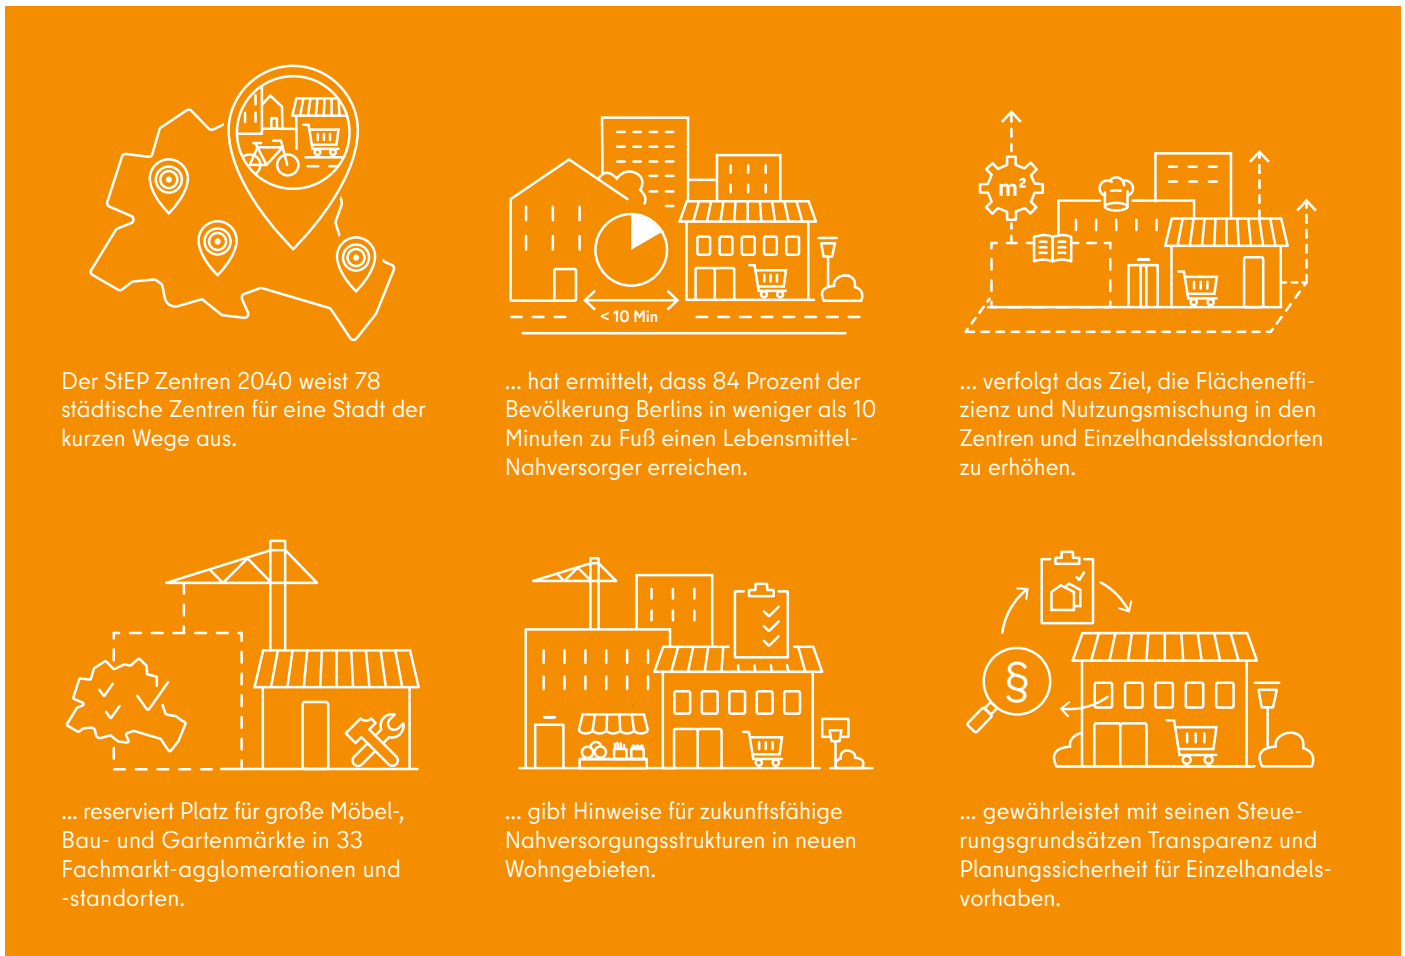 m²
< 10 Min
Der StEP Zentren 2040 weist 78
städtische Zentren für eine Stadt der
kurzen Wege aus.
... hat ermittelt, dass 84 Prozent der
Bevölkerung Berlins in weniger als 10
Minuten zu Fuß einen Lebensmittel-
Nahversorger erreichen.
... verfolgt das Ziel, die Flächeneffi-
zienz und Nutzungsmischung in den
Zentren und Einzelhandelsstandorten
zu erhöhen.
§
... reserviert Platz für große Möbel-,
Bau- und Gartenmärkte in 33
Fachmarkt-agglomerationen und
-standorten.
... gibt Hinweise für zukunftsfähige
Nahversorgungsstrukturen in neuen
Wohngebieten.
... gewährleistet mit seinen Steue-
rungsgrundsätzen Transparenz und
Planungssicherheit für Einzelhandels-
vorhaben.